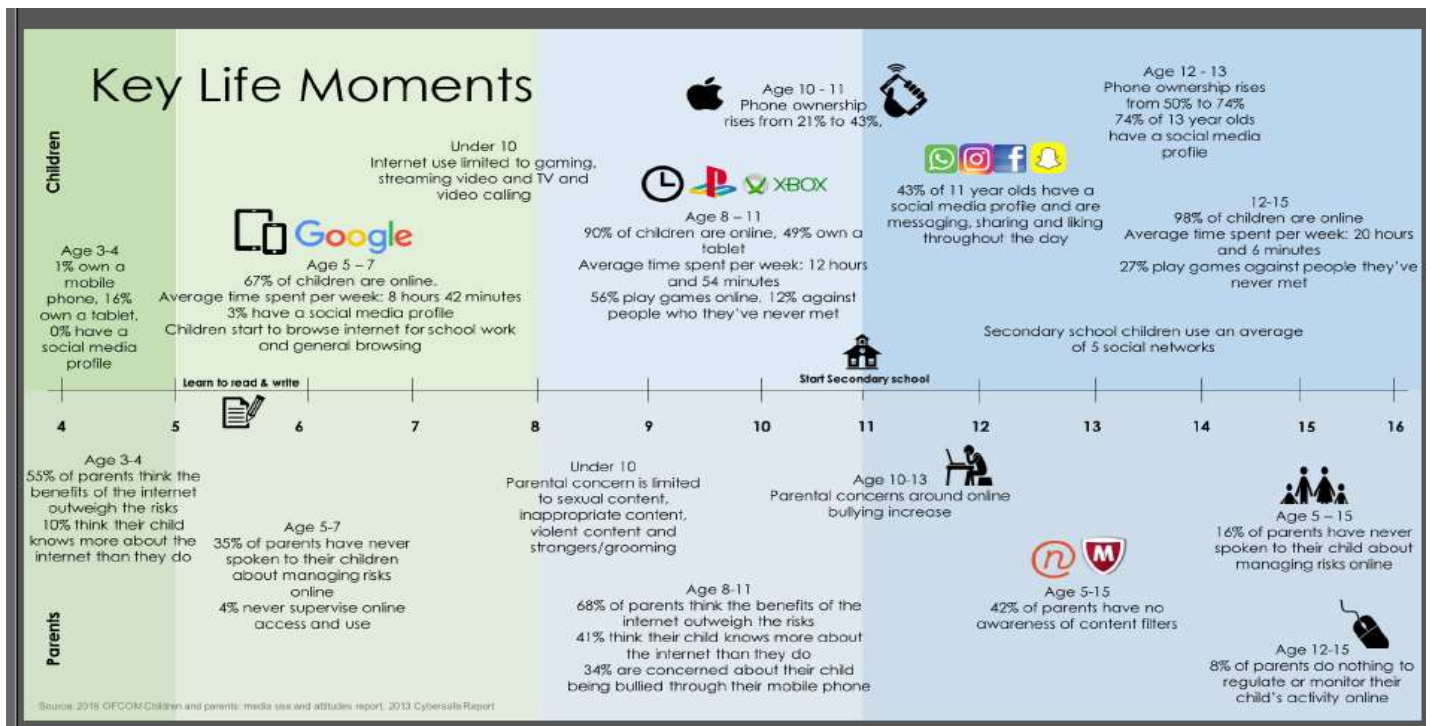 Key Life Moments
Children
Age 3-4
1% own a
mobile
phone, 16%
own a tablet,
0% have a
social media
profile
Google
Age 5 – 7
67% of children are online.
Average time spent per week: 8 hours 42 minutes
3% have a social media profile
Children start to browse internet for school work
and general browsing
Under 10
Internet use limited to gaming,
streaming video and TV and
video calling
Age 10 - 11
Phone ownership
rises from 21% to 43%.
XBOX
Age 8 – 11
90% of children are online, 49% own a
tablet
Average time spent per week: 12 hours
and 54 minutes
56% play games online, 12% against
people who they've never met
43% of 11 year olds have a
social media profile and are
messaging, sharing and liking
throughout the day
Age 12 - 13
Phone ownership rises
from 50% to 74%
74% of 13 year olds
have a social media
profile
12-15
98% of children are online
Average time spent per week: 20 hours
and 6 minutes
27% play games against people they've
never met
Secondary school children use an average
of 5 social networks
Learn to read & write
Start Secondary school
4 5 6 7 8 9 10 11 12 13 14 15 16
Parents
Age 3-4
55% of parents think the
benefits of the internet
outweigh the risks
10% think their child
knows more about the
internet than they do
Age 5-7
35% of parents have never
spoken to their children
about managing risks
online
4% never supervise online
access and use
Under 10
Parental concern is limited
to sexual content,
inappropriate content,
violent content and
strangers/grooming
Age 8-11
68% of parents think the benefits of the
internet outweigh the risks
41% think their child knows more about
the internet than they do
34% are concerned about their child
being bullied through their mobile phone
Age 10-13
Parental concerns around online
bullying increase
n
M
Age 5-15
42% of parents have no
awareness of content filters
Age 5 – 15
16% of parents have never
spoken to their child about
managing risks online
Age 12-15
8% of parents do nothing to
regulate or monitor their
child's activity online
Source: 2016 OFCOM Children and parents: media use and attitudes report, 2013 Cybersafe Report